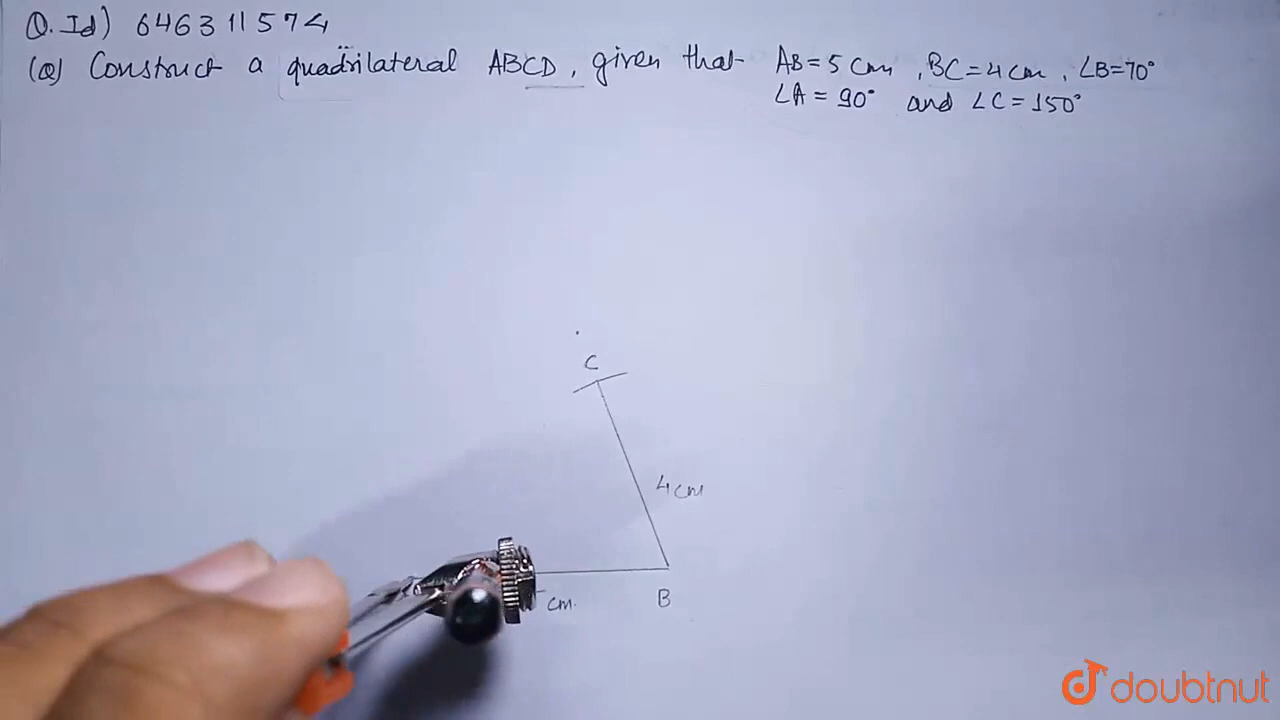 Q. Id) 646311574
(Q) Construct a quadrilateral ABCD, given that AB = 5 cm, BC = 4 cm, ∠B = 70°
∠A = 90° and ∠C = 150°
C
4 cm
cm.
B
doubtnut